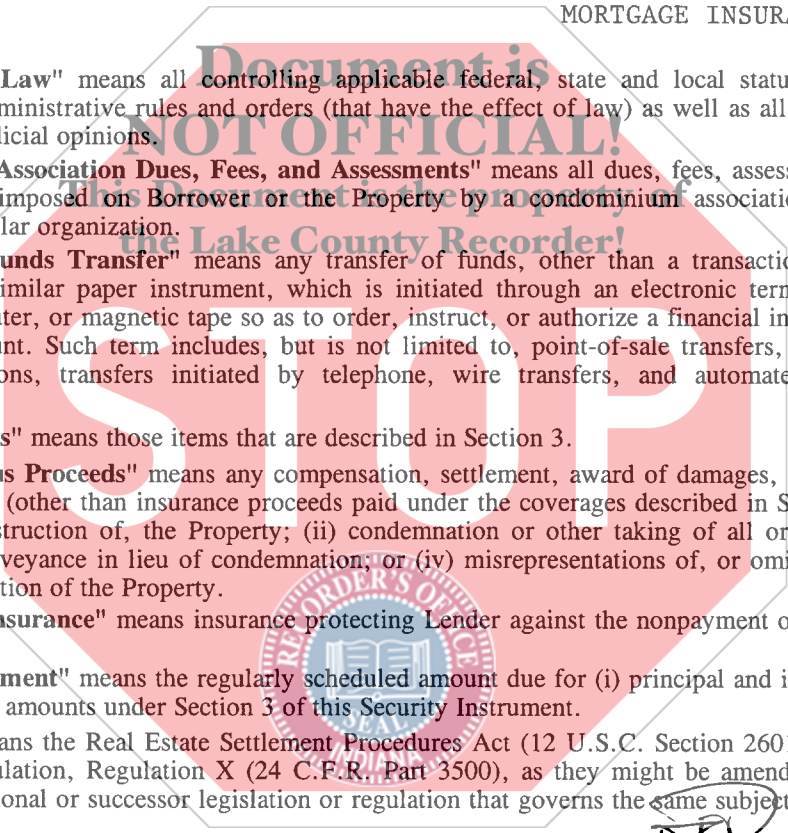 MORTGAGE INSURA
Document is
Law" means all controlling applicable federal, state and local statu
ministrative rules and orders (that have the effect of law) as well as all
dicial opinions.
NOT OFFICIAL!
Association Dues, Fees, and Assessments" means all dues, fees, assess
This Document is the property of
imposed on Borrower or the Property by a condominium associatio
lar organization.
the Lake County Recorder!
unds Transfer" means any transfer of funds, other than a transactio
similar paper instrument, which is initiated through an electronic term
ter, or magnetic tape so as to order, instruct, or authorize a financial in
unt. Such term includes, but is not limited to, point-of-sale transfers,
ons, transfers initiated by telephone, wire transfers, and automate
STOP
s" means those items that are described in Section 3.
us Proceeds" means any compensation, settlement, award of damages,
(other than insurance proceeds paid under the coverages described in S
struction of, the Property; (ii) condemnation or other taking of all or
veyance in lieu of condemnation; or (iv) misrepresentations of, or omi
tion of the Property.
RECORDER'S OFFICE
nsurance" means insurance protecting Lender against the nonpayment o
ment" means the regularly scheduled amount due for (i) principal and i
amounts under Section 3 of this Security Instrument.
SEAL
INDIANA
ans the Real Estate Settlement Procedures Act (12 U.S.C. Section 2601
ulation, Regulation X (24 C.F.R. Part 3500), as they might be amend
onal or successor legislation or regulation that governs the same subject